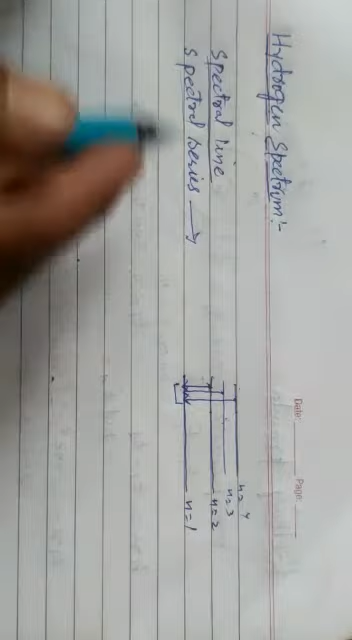 Date: Page:
Hydrogen Spectrum:-
n=4
n=3
Spectral line
n=2
Spectral Series →
n=1